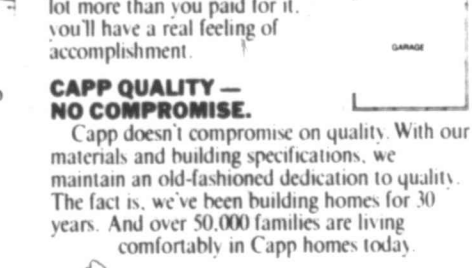 lot more than you paid for it,
you'll have a real feeling of
accomplishment.
GARAGE
CAPP QUALITY —
NO COMPROMISE.
Capp doesn't compromise on quality. With our
materials and building specifications, we
maintain an old-fashioned dedication to quality.
The fact is, we've been building homes for 30
years. And over 50,000 families are living
comfortably in Capp homes today.